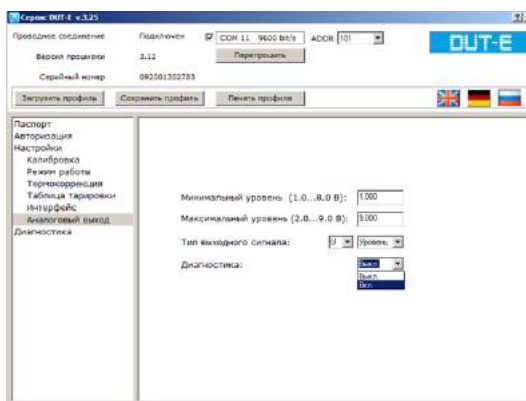 Сервис DUT-E v.3.25
Проводное соединение Подключен COM 11 9600 bit/s ADDR 101
Версия прошивки 3.12 Перепрошить
Серийный номер 092601302703
DUT-E
Загрузить профиль Сохранить профиль Печать профиля
Паспорт
Авторизация
Настройки
Калибровка
Режим работы
Термокоррекция
Таблица тарировки
Интерфейс
Аналоговый выход
Диагностика
Минимальный уровень (1.0...8.0 В): 1.000
Максимальный уровень (2.0...9.0 В): 9.000
Тип выходного сигнала: U Уровень
Диагностика: Выкл
Выкл
Вкл